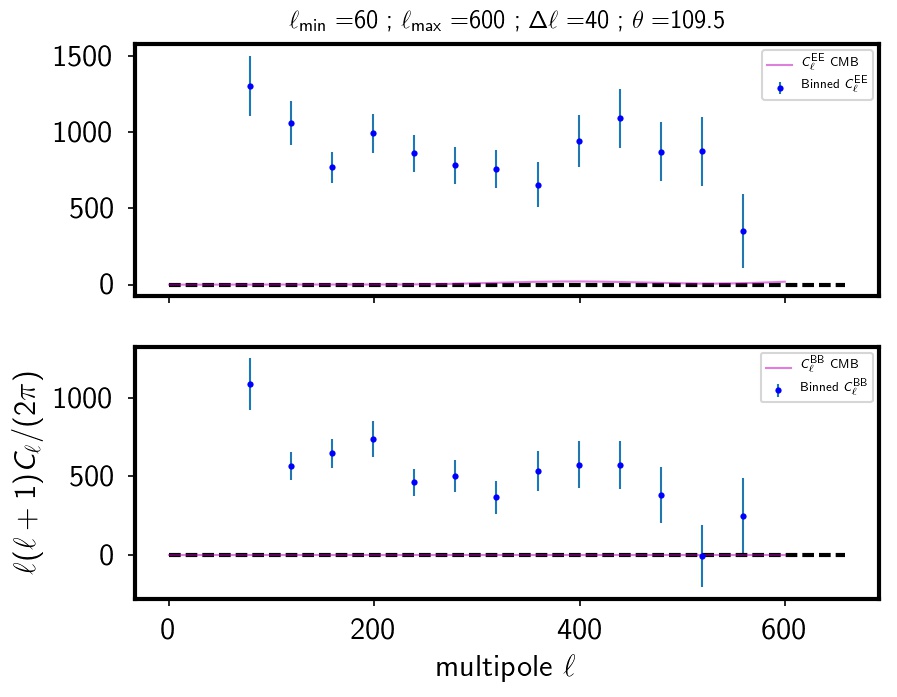 ℓmin =60 ; ℓmax =600 ; Δℓ =40 ; θ =109.5
1500
1000
500
0
C_ℓ^EE CMB
Binned C_ℓ^EE
ℓ(ℓ + 1)C_ℓ/(2π)
1000
500
0
C_ℓ^BB CMB
Binned C_ℓ^BB
0 200 400 600
multipole ℓ